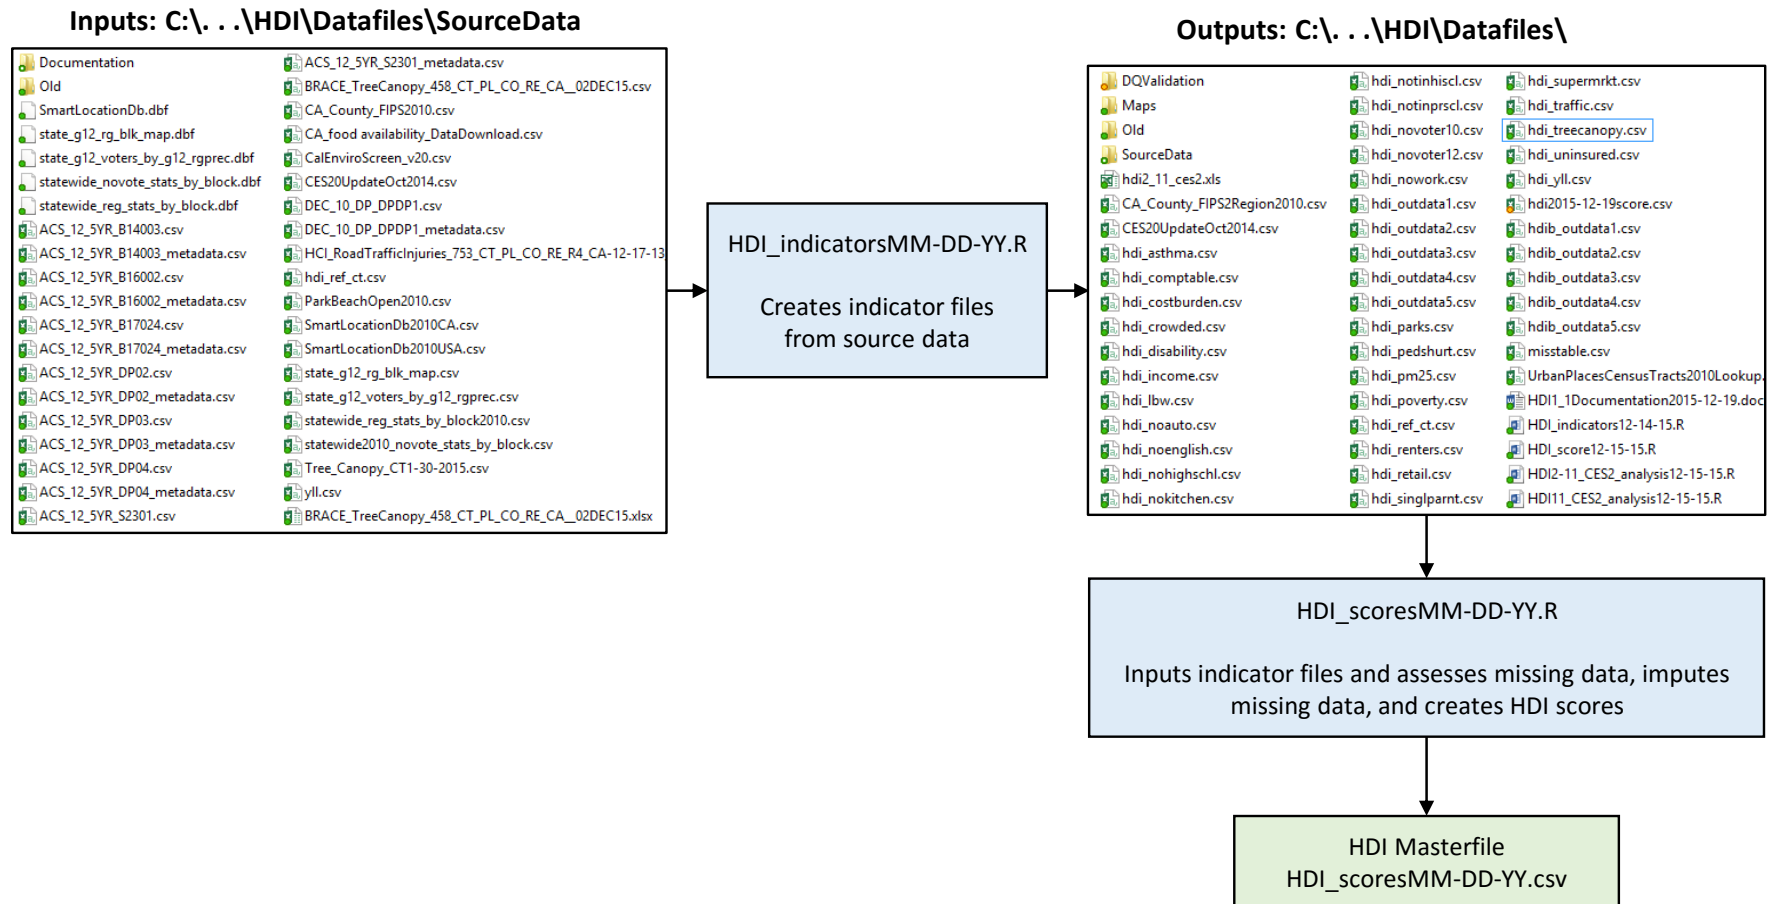 Inputs: C:\. . .\HDI\Datafiles\SourceData
Documentation
Old
SmartLocationDb.dbf
state_g12_rg_blk_map.dbf
state_g12_voters_by_g12_rgprec.dbf
statewide_novote_stats_by_block.dbf
statewide_reg_stats_by_block.dbf
ACS_12_5YR_B14003.csv
ACS_12_5YR_B14003_metadata.csv
ACS_12_5YR_B16002.csv
ACS_12_5YR_B16002_metadata.csv
ACS_12_5YR_B17024.csv
ACS_12_5YR_B17024_metadata.csv
ACS_12_5YR_DP02.csv
ACS_12_5YR_DP02_metadata.csv
ACS_12_5YR_DP03.csv
ACS_12_5YR_DP03_metadata.csv
ACS_12_5YR_DP04.csv
ACS_12_5YR_DP04_metadata.csv
ACS_12_5YR_S2301.csv
ACS_12_5YR_S2301_metadata.csv
BRACE_TreeCanopy_458_CT_PL_CO_RE_CA__02DEC15.csv
CA_County_FIPS2010.csv
CA_food availability_DataDownload.csv
CalEnviroScreen_v20.csv
CES20UpdateOct2014.csv
DEC_10_DP_DPDP1.csv
DEC_10_DP_DPDP1_metadata.csv
HCI_RoadTrafficInjuries_753_CT_PL_CO_RE_R4_CA-12-17-13
hdi_ref_ct.csv
ParkBeachOpen2010.csv
SmartLocationDb2010CA.csv
SmartLocationDb2010USA.csv
state_g12_rg_blk_map.csv
state_g12_voters_by_g12_rgprec.csv
statewide_reg_stats_by_block2010.csv
statewide2010_novote_stats_by_block.csv
Tree_Canopy_CT1-30-2015.csv
yll.csv
BRACE_TreeCanopy_458_CT_PL_CO_RE_CA__02DEC15.xlsx
HDI_indicatorsMM-DD-YY.R
Creates indicator files
from source data
Outputs: C:\. . .\HDI\Datafiles\
DQValidation
Maps
Old
SourceData
hdi2_11_ces2.xls
CA_County_FIPS2Region2010.csv
CES20UpdateOct2014.csv
hdi_asthma.csv
hdi_comptable.csv
hdi_costburden.csv
hdi_crowded.csv
hdi_disability.csv
hdi_income.csv
hdi_lbw.csv
hdi_noauto.csv
hdi_noenglish.csv
hdi_nohighschl.csv
hdi_nokitchen.csv
hdi_notinhiscl.csv
hdi_notinprscl.csv
hdi_novoter10.csv
hdi_novoter12.csv
hdi_nowork.csv
hdi_outdata1.csv
hdi_outdata2.csv
hdi_outdata3.csv
hdi_outdata4.csv
hdi_outdata5.csv
hdi_parks.csv
hdi_pedshurt.csv
hdi_pm25.csv
hdi_poverty.csv
hdi_ref_ct.csv
hdi_renters.csv
hdi_retail.csv
hdi_singlparnt.csv
hdi_supermrkt.csv
hdi_traffic.csv
hdi_treecanopy.csv
hdi_uninsured.csv
hdi_yll.csv
hdi2015-12-19score.csv
hdib_outdata1.csv
hdib_outdata2.csv
hdib_outdata3.csv
hdib_outdata4.csv
hdib_outdata5.csv
misstable.csv
UrbanPlacesCensusTracts2010Lookup.
HDI1_1Documentation2015-12-19.doc
HDI_indicators12-14-15.R
HDI_score12-15-15.R
HDI2-11_CES2_analysis12-15-15.R
HDI11_CES2_analysis12-15-15.R
HDI_scoresMM-DD-YY.R
Inputs indicator files and assesses missing data, imputes
missing data, and creates HDI scores
HDI Masterfile
HDI_scoresMM-DD-YY.csv